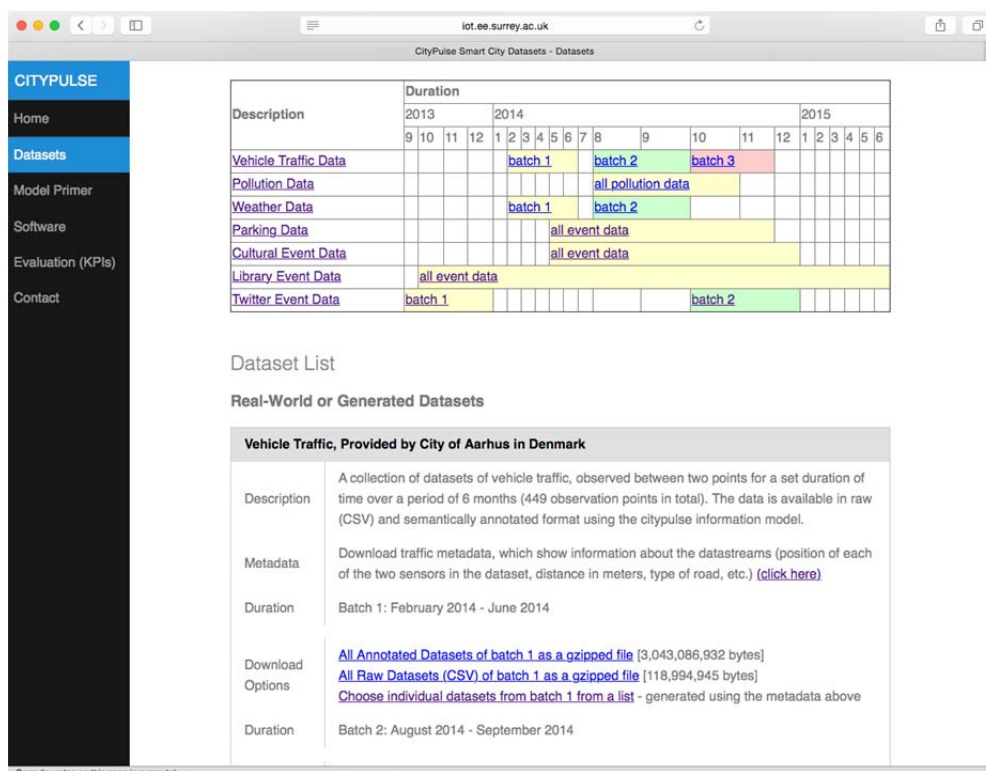 iot.ee.surrey.ac.uk
CityPulse Smart City Datasets - Datasets
CITYPULSE
Home
Datasets
Model Primer
Software
Evaluation (KPIs)
Contact
Description
Duration
2013 2014 2015
9 10 11 12 1 2 3 4 5 6 7 8 9 10 11 12 1 2 3 4 5 6
Vehicle Traffic Data batch 1 batch 2 batch 3
Pollution Data all pollution data
Weather Data batch 1 batch 2
Parking Data all event data
Cultural Event Data all event data
Library Event Data all event data
Twitter Event Data batch 1 batch 2
Dataset List
Real-World or Generated Datasets
Vehicle Traffic, Provided by City of Aarhus in Denmark
Description
A collection of datasets of vehicle traffic, observed between two points for a set duration of
time over a period of 6 months (449 observation points in total). The data is available in raw
(CSV) and semantically annotated format using the citypulse information model.
Metadata
Download traffic metadata, which show information about the datastreams (position of each
of the two sensors in the dataset, distance in meters, type of road, etc.) (click here)
Duration Batch 1: February 2014 - June 2014
Download
Options
All Annotated Datasets of batch 1 as a gzipped file [3,043,086,932 bytes]
All Raw Datasets (CSV) of batch 1 as a gzipped file [118,994,945 bytes]
Choose individual datasets from batch 1 from a list - generated using the metadata above
Duration Batch 2: August 2014 - September 2014